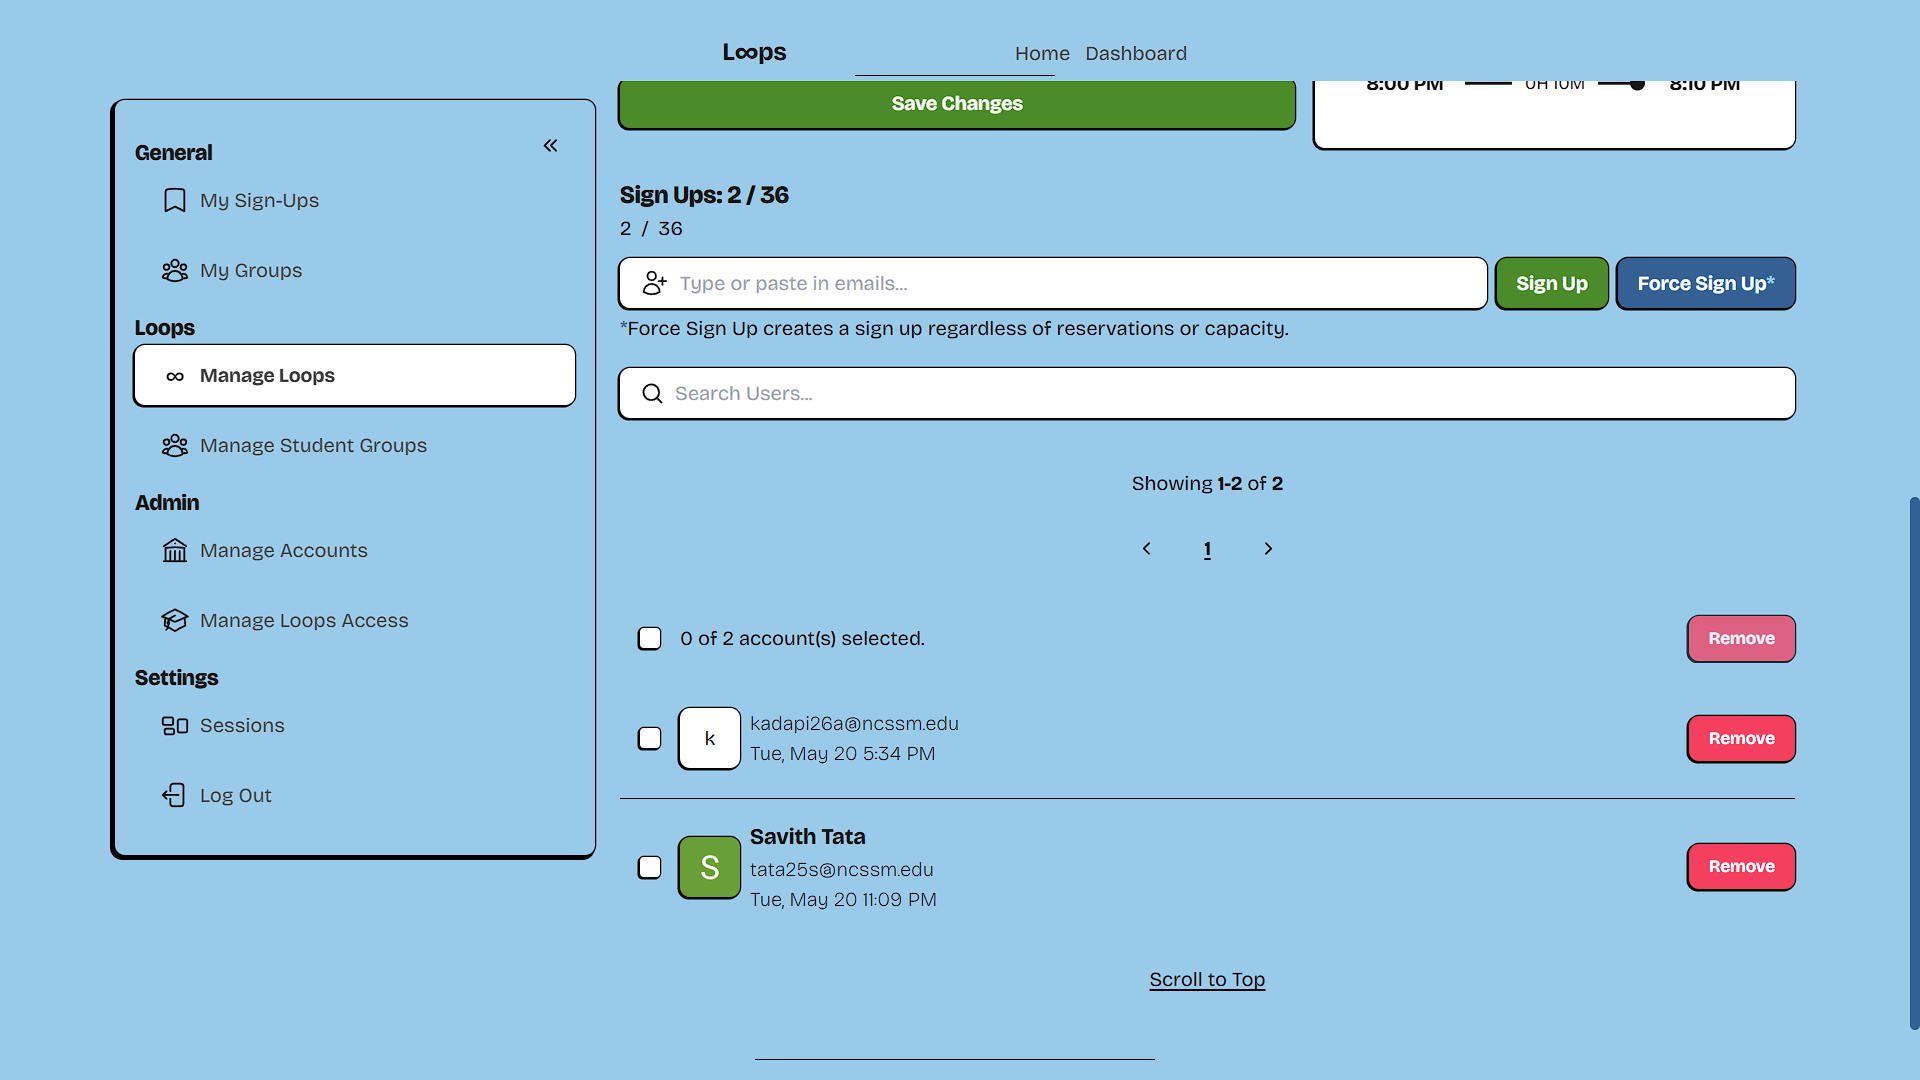 Loops
Home Dashboard
General
My Sign-Ups
My Groups
Loops
Manage Loops
Manage Student Groups
Admin
Manage Accounts
Manage Loops Access
Settings
Sessions
Log Out
Save Changes
8:00 PM 0H 10M 8:10 PM
Sign Ups: 2 / 36
2 / 36
Type or paste in emails...
Sign Up
Force Sign Up*
*Force Sign Up creates a sign up regardless of reservations or capacity.
Search Users...
Showing 1-2 of 2
1
0 of 2 account(s) selected.
Remove
k
kadapi26a@ncssm.edu
Tue, May 20 5:34 PM
Remove
S
Savith Tata
tata25s@ncssm.edu
Tue, May 20 11:09 PM
Remove
Scroll to Top